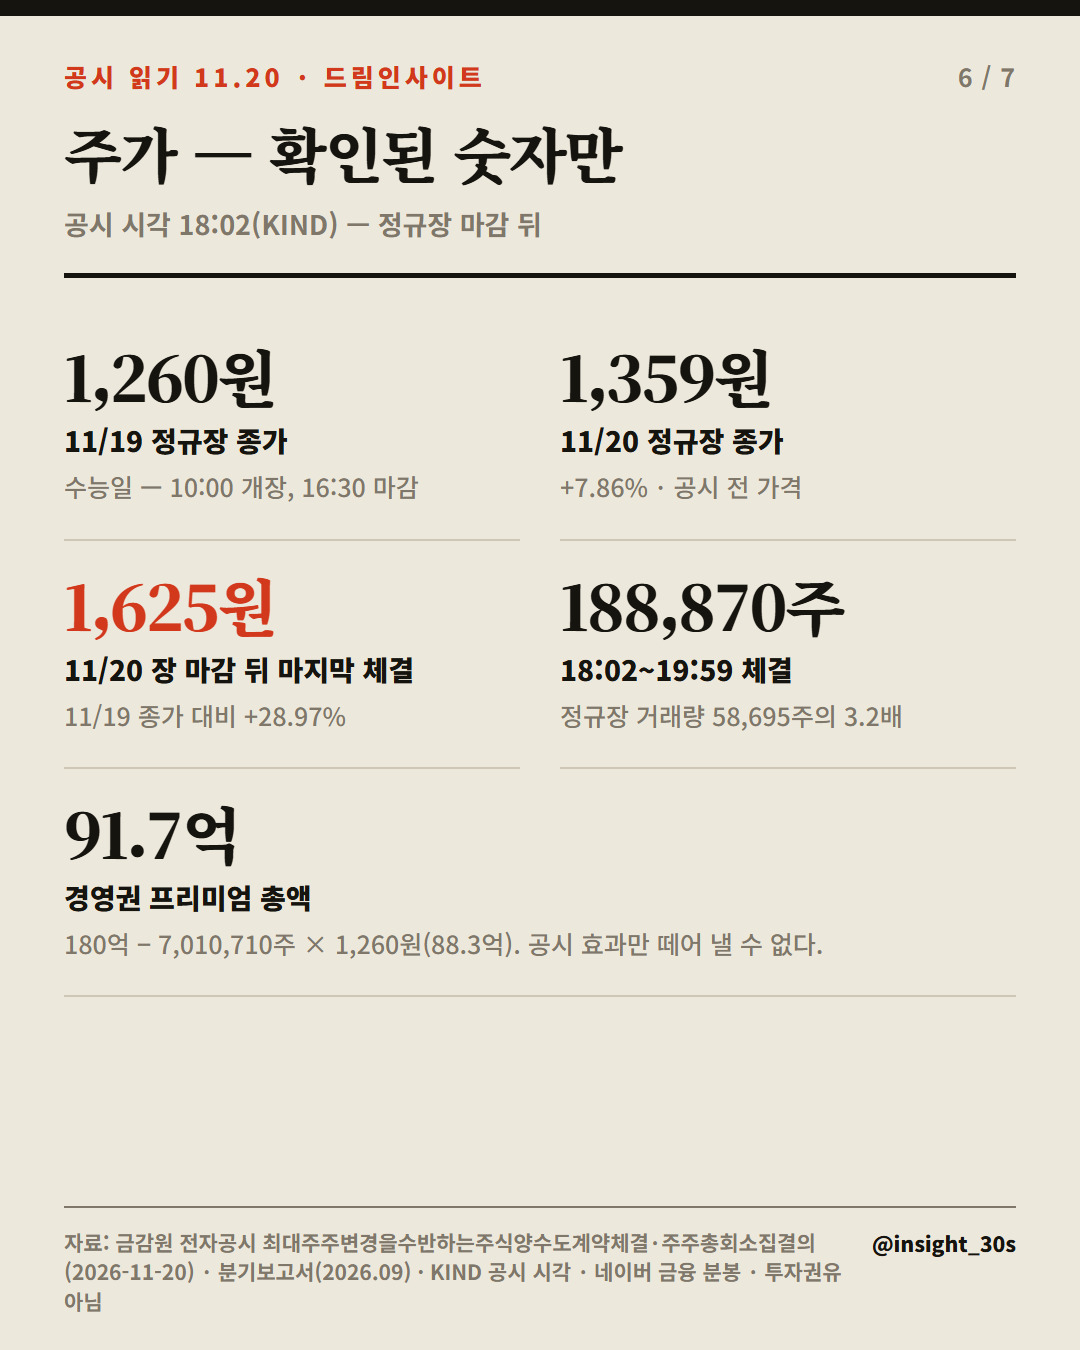 공시 읽기 11.20 · 드림인사이트
6 / 7
주가 — 확인된 숫자만
공시 시각 18:02(KIND) — 정규장 마감 뒤
1,260원
11/19 정규장 종가
수능일 — 10:00 개장, 16:30 마감
1,359원
11/20 정규장 종가
+7.86% · 공시 전 가격
1,625원
11/20 장 마감 뒤 마지막 체결
11/19 종가 대비 +28.97%
188,870주
18:02~19:59 체결
정규장 거래량 58,695주의 3.2배
91.7억
경영권 프리미엄 총액
180억 − 7,010,710주 × 1,260원(88.3억). 공시 효과만 떼어 낼 수 없다.
자료: 금감원 전자공시 최대주주변경을수반하는주식양수도계약체결·주주총회소집결의
(2026-11-20) · 분기보고서(2026.09) · KIND 공시 시각 · 네이버 금융 분봉 · 투자권유
아님
@insight_30s